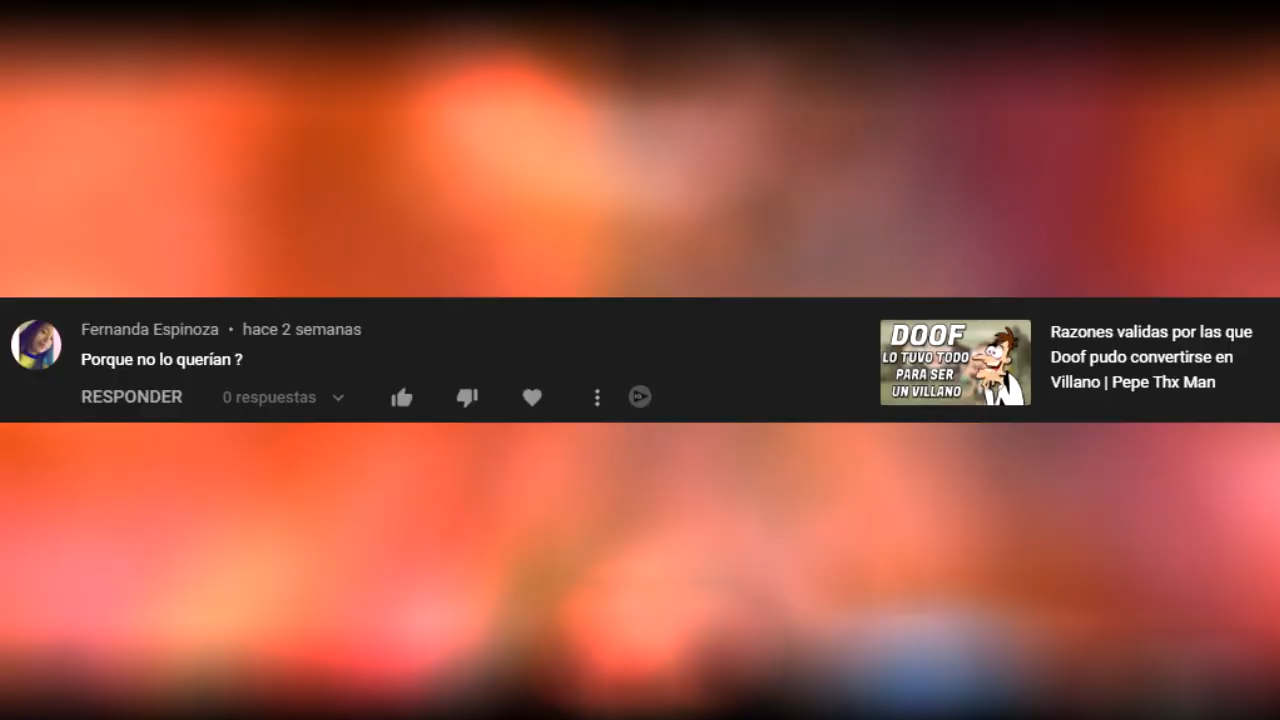 Fernanda Espinoza • hace 2 semanas
Porque no lo querían ?
RESPONDER 0 respuestas
DOOF
LO TUVO TODO
PARA SER
UN VILLANO
Razones validas por las que
Doof pudo convertirse en
Villano | Pepe Thx Man